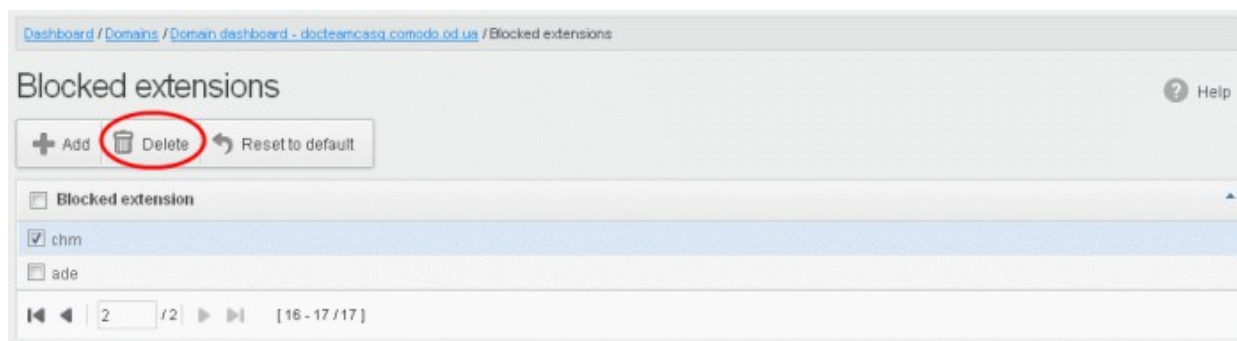 Dashboard / Domains / Domain dashboard - docteamcasg.comodo.od.ua / Blocked extensions
Blocked extensions
Help
Add Delete Reset to default
Blocked extension
chm
ade
2 / 2 [ 16 - 17 / 17 ]